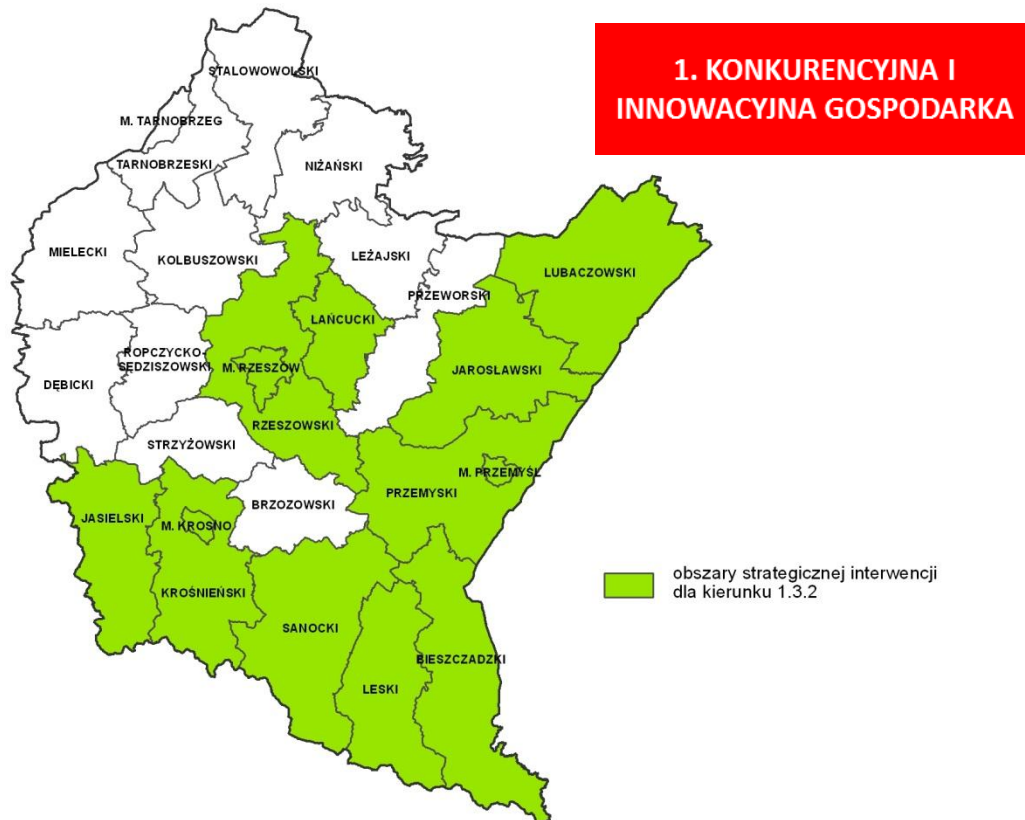 1. KONKURENCYJNA I
INNOWACYJNA GOSPODARKA
STALOWOWOLSKI
M. TARNOBRZEG
TARNOBRZESKI
NIŻAŃSKI
MIELECKI
KOLBUSZOWSKI
LEŻAJSKI
LUBACZOWSKI
PRZEWORSKI
ŁAŃCUCKI
ROPCZYCKO-
SĘDZISZOWSKI
M. RZESZÓW
JAROSŁAWSKI
DĘBICKI
RZESZOWSKI
STRZYŻOWSKI
M. PRZEMYŚL
PRZEMYSKI
BRZOZOWSKI
JASIELSKI
M. KROSNO
obszary strategicznej interwencji
dla kierunku 1.3.2
KROŚNIEŃSKI
SANOCKI
BIESZCZADZKI
LESKI